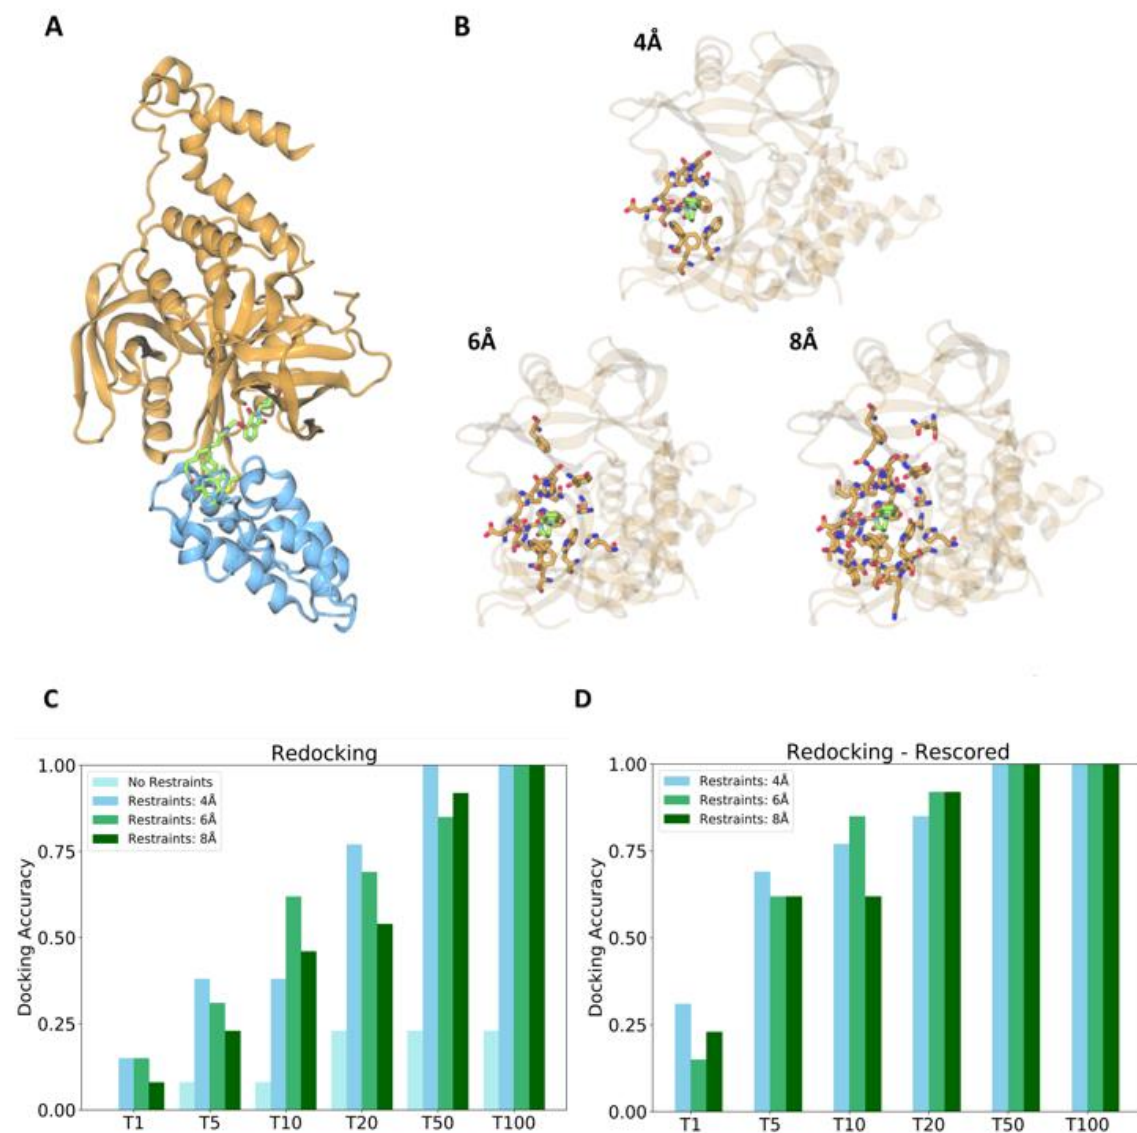 A
B
4Å
6Å
8Å
C
D
Redocking
Docking Accuracy
1.00
0.75
0.50
0.25
0.00
No Restraints
Restraints: 4Å
Restraints: 6Å
Restraints: 8Å
T1 T5 T10 T20 T50 T100
Redocking - Rescored
Docking Accuracy
1.00
0.75
0.50
0.25
0.00
Restraints: 4Å
Restraints: 6Å
Restraints: 8Å
T1 T5 T10 T20 T50 T100